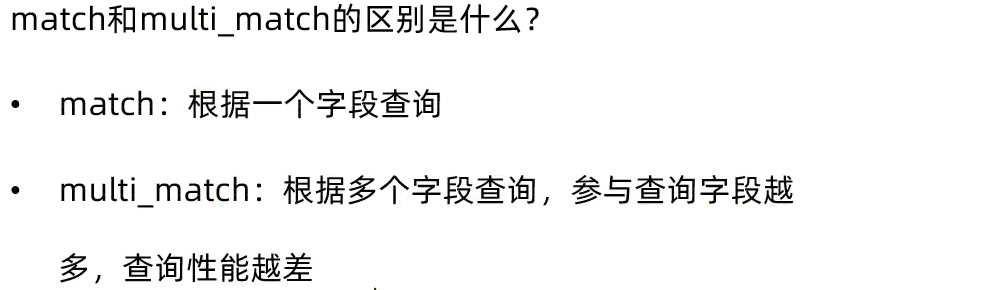 match和multi_match的区别是什么？
• match：根据一个字段查询
• multi_match：根据多个字段查询，参与查询字段越
多，查询性能越差